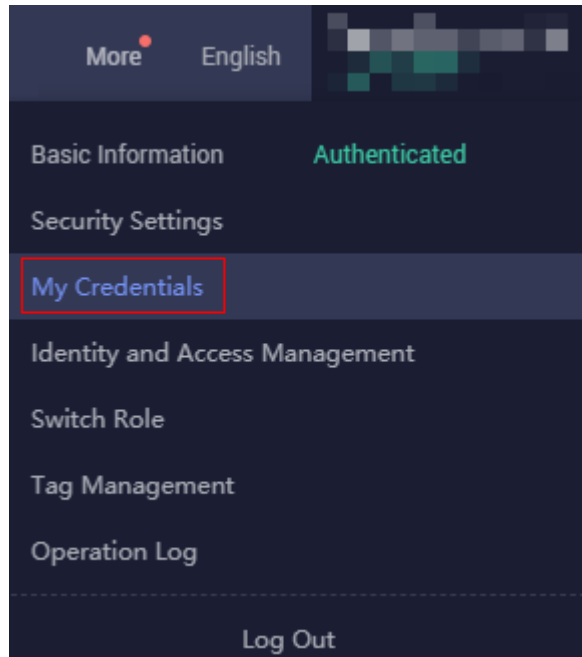 More English
Basic Information Authenticated
Security Settings
My Credentials
Identity and Access Management
Switch Role
Tag Management
Operation Log
Log Out